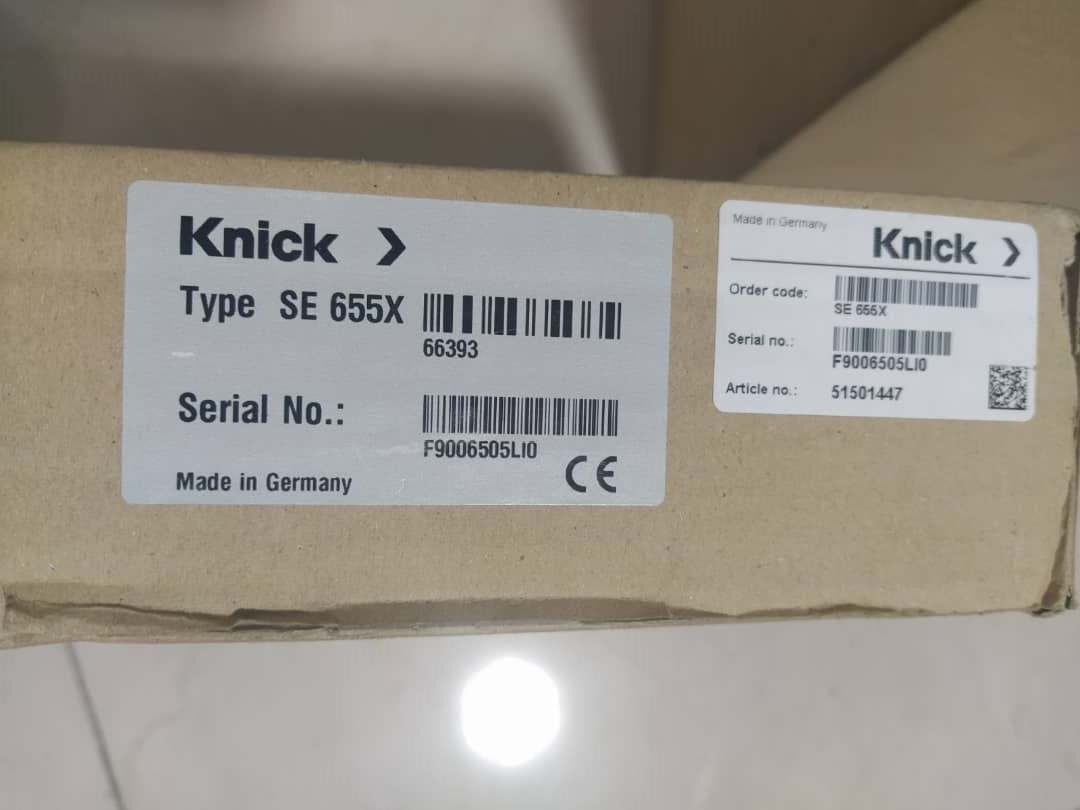 Knick >
Type SE 655X
66393
Serial No.:
F9006505LI0
Made in Germany
CE
Made in Germany
Knick >
Order code:
SE 655X
Serial no.:
F9006505LI0
Article no.: 51501447